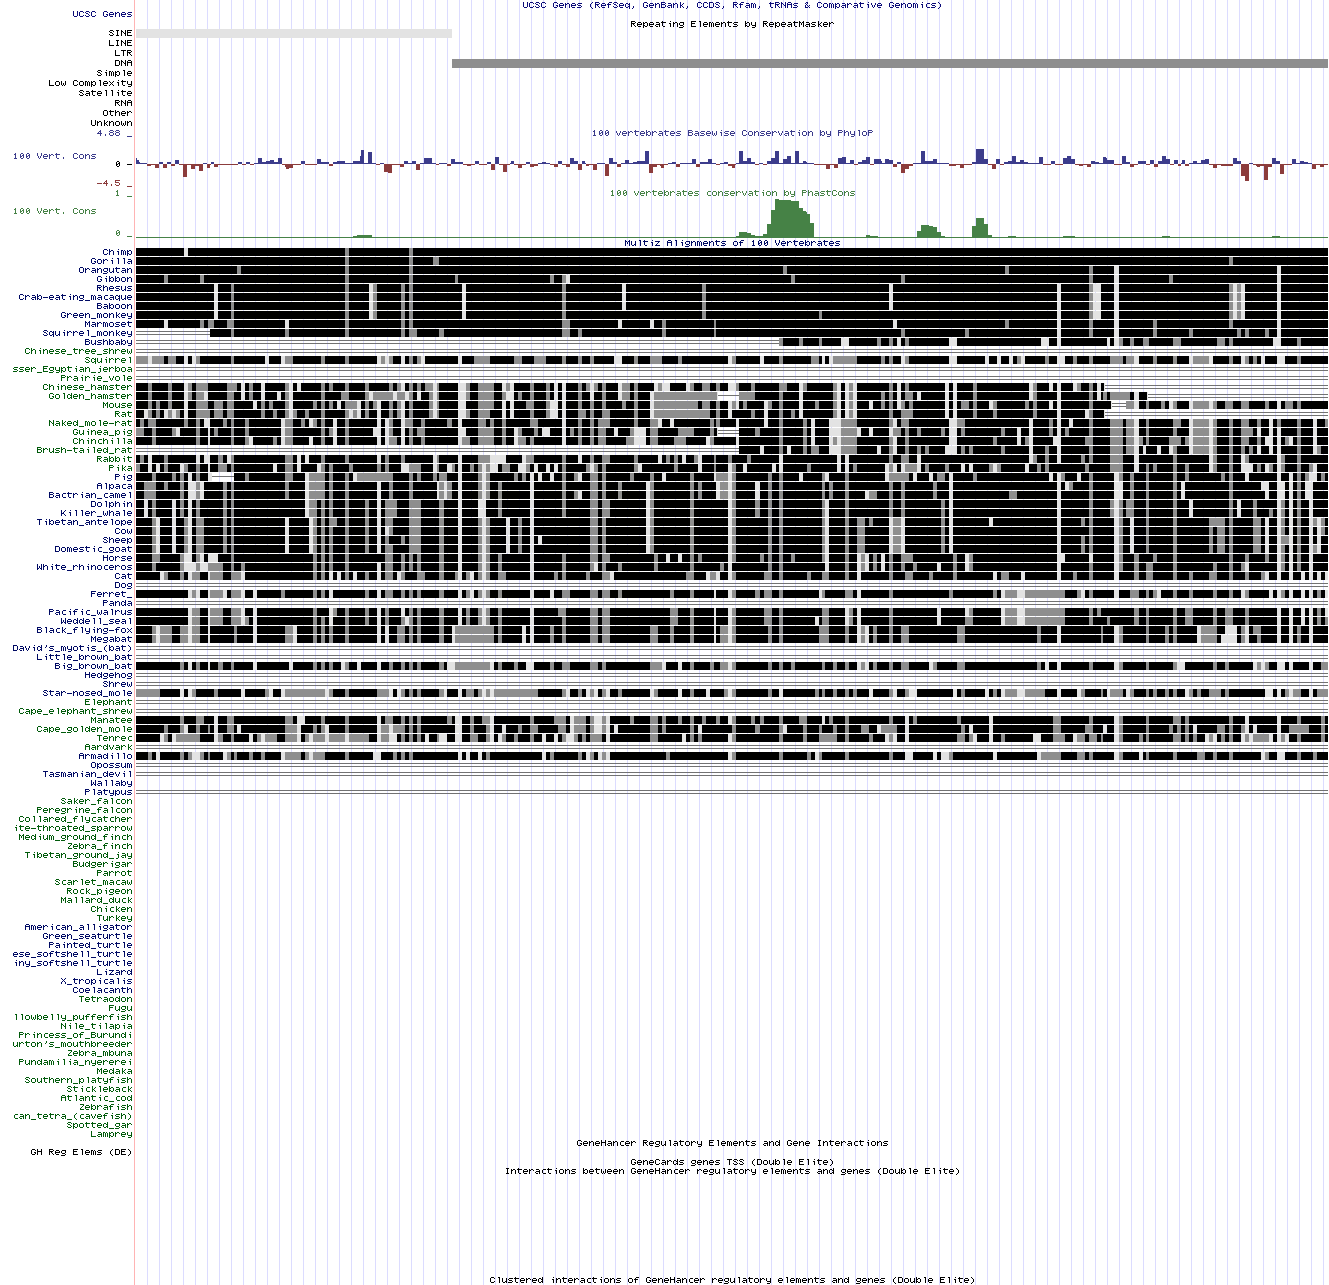 UCSC Genes (RefSeq, GenBank, CCDS, Rfam, tRNAs & Comparative Genomics)
UCSC Genes
Repeating Elements by RepeatMasker
SINE
LINE
LTR
DNA
Simple
Low Complexity
Satellite
RNA
Other
Unknown
4.88 _
100 vertebrates Basewise Conservation by PhyloP
100 Vert. Cons
0 _
-4.5 _
1 _
100 vertebrates conservation by PhastCons
100 Vert. Cons
0 _
Multiz Alignments of 100 Vertebrates
Chimp
Gorilla
Orangutan
Gibbon
Rhesus
Crab-eating_macaque
Baboon
Green_monkey
Marmoset
Squirrel_monkey
Bushbaby
Chinese_tree_shrew
Squirrel
sser_Egyptian_jerboa
Prairie_vole
Chinese_hamster
Golden_hamster
Mouse
Rat
Naked_mole-rat
Guinea_pig
Chinchilla
Brush-tailed_rat
Rabbit
Pika
Pig
Alpaca
Bactrian_camel
Dolphin
Killer_whale
Tibetan_antelope
Cow
Sheep
Domestic_goat
Horse
White_rhinoceros
Cat
Dog
Ferret_
Panda
Pacific_walrus
Weddell_seal
Black_flying-fox
Megabat
David's_myotis_(bat)
Little_brown_bat
Big_brown_bat
Hedgehog
Shrew
Star-nosed_mole
Elephant
Cape_elephant_shrew
Manatee
Cape_golden_mole
Tenrec
Aardvark
Armadillo
Opossum
Tasmanian_devil
Wallaby
Platypus
Saker_falcon
Peregrine_falcon
Collared_flycatcher
ite-throated_sparrow
Medium_ground_finch
Zebra_finch
Tibetan_ground_jay
Budgerigar
Parrot
Scarlet_macaw
Rock_pigeon
Mallard_duck
Chicken
Turkey
American_alligator
Green_seaturtle
Painted_turtle
ese_softshell_turtle
iny_softshell_turtle
Lizard
X_tropicalis
Coelacanth
Tetraodon
Fugu
llowbelly_pufferfish
Nile_tilapia
Princess_of_Burundi
urton's_mouthbreeder
Zebra_mbuna
Pundamilia_nyererei
Medaka
Southern_platyfish
Stickleback
Atlantic_cod
Zebrafish
can_tetra_(cavefish)
Spotted_gar
Lamprey
GeneHancer Regulatory Elements and Gene Interactions
GH Reg Elems (DE)
GeneCards genes TSS (Double Elite)
Interactions between GeneHancer regulatory elements and genes (Double Elite)
Clustered interactions of GeneHancer regulatory elements and genes (Double Elite)